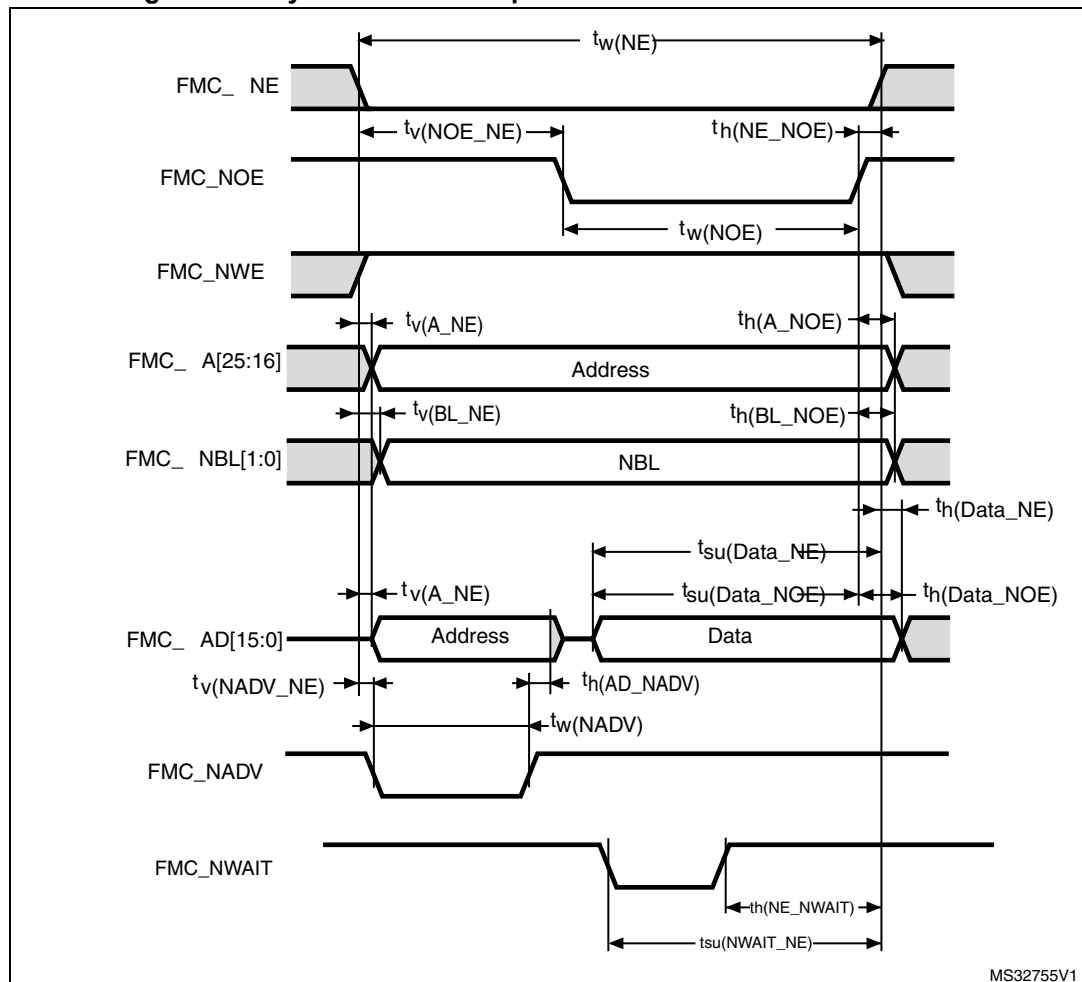 tw(NE)
FMC_ NE
tv(NOE_NE)
th(NE_NOE)
FMC_NOE
tw(NOE)
FMC_NWE
tv(A_NE)
th(A_NOE)
FMC_ A[25:16]
Address
tv(BL_NE)
th(BL_NOE)
FMC_ NBL[1:0]
NBL
th(Data_NE)
tsu(Data_NE)
tv(A_NE)
tsu(Data_NOE)
th(Data_NOE)
FMC_ AD[15:0]
Address
Data
tv(NADV_NE)
th(AD_NADV)
tw(NADV)
FMC_NADV
FMC_NWAIT
th(NE_NWAIT)
tsu(NWAIT_NE)
MS32755V1